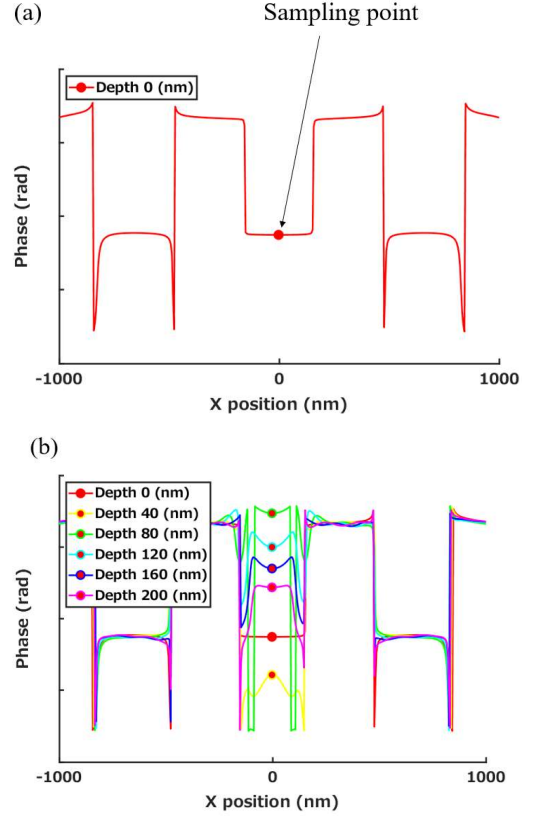 (a)
Sampling point
Depth 0 (nm)
Phase (rad)
-1000
0
1000
X position (nm)
(b)
Depth 0 (nm)
Depth 40 (nm)
Depth 80 (nm)
Depth 120 (nm)
Depth 160 (nm)
Depth 200 (nm)
Phase (rad)
-1000
0
1000
X position (nm)